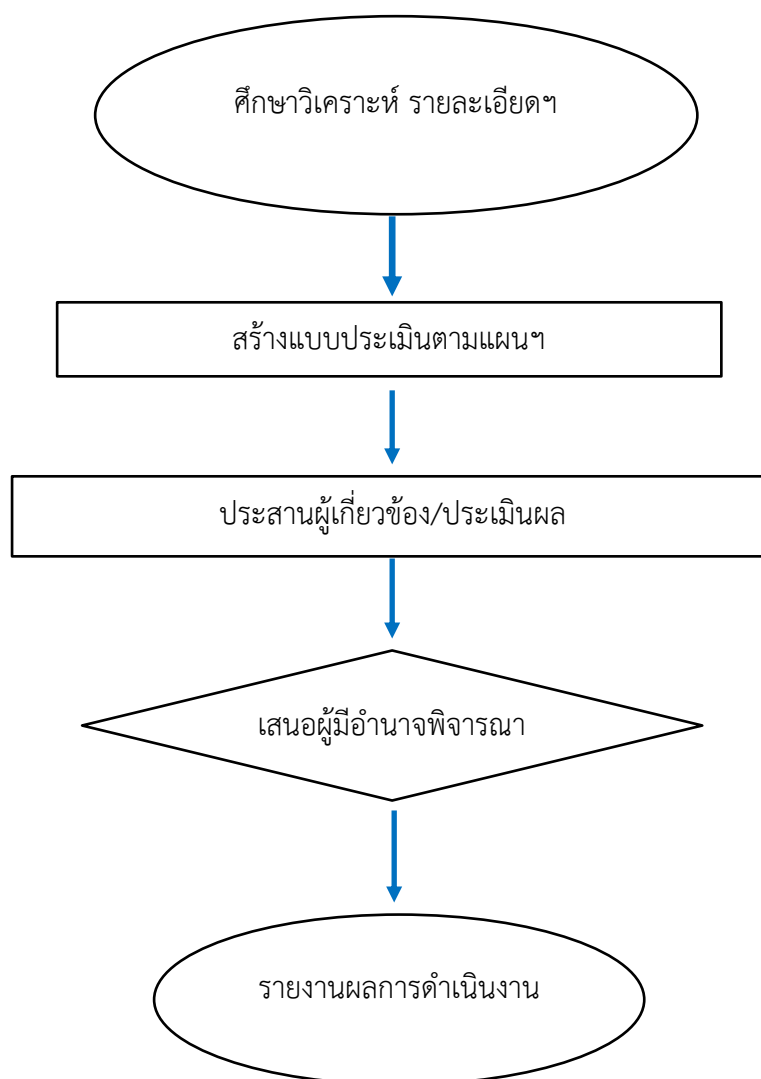 ศึกษาวิเคราะห์ รายละเอียดฯ
สร้างแบบประเมินตามแผนฯ
ประสานผู้เกี่ยวข้อง/ประเมินผล
เสนอผู้มีอำนาจพิจารณา
รายงานผลการดำเนินงาน